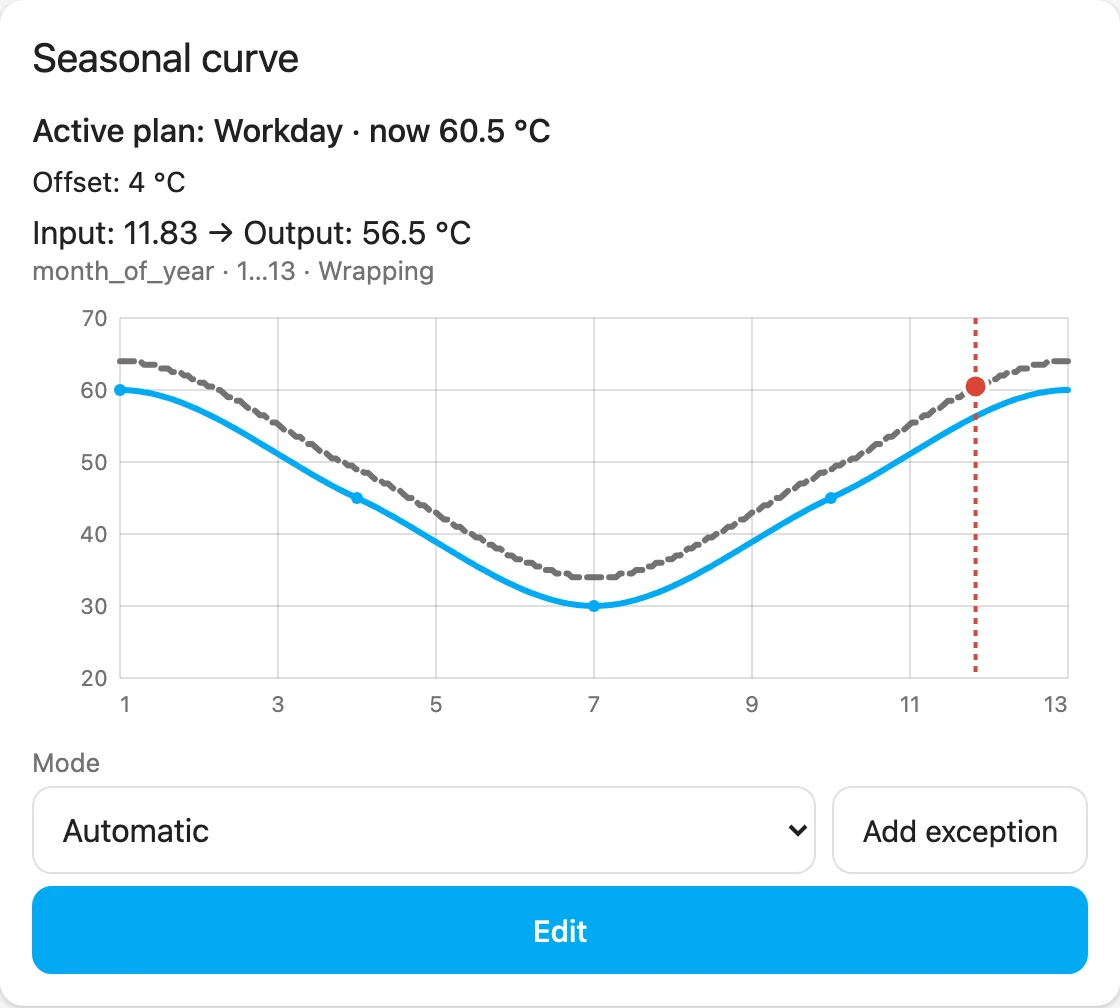 Seasonal curve
Active plan: Workday · now 60.5 °C
Offset: 4 °C
Input: 11.83 → Output: 56.5 °C
month_of_year · 1...13 · Wrapping
70
60
50
40
30
20
1 3 5 7 9 11 13
Mode
Automatic
Add exception
Edit